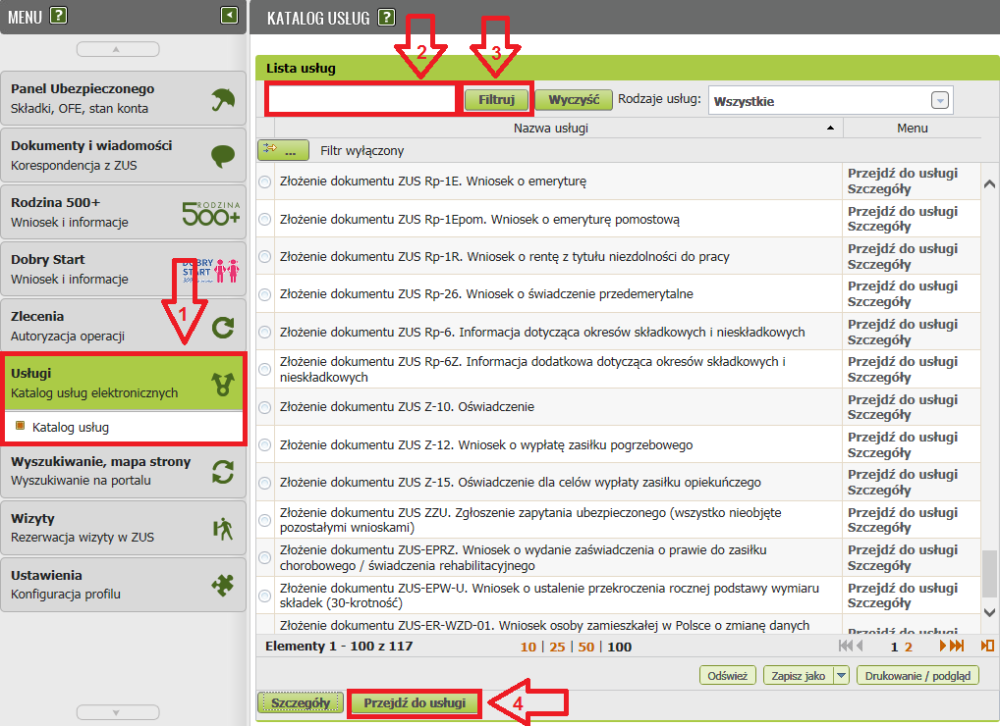 MENU ?
KATALOG USŁUG ?
Panel Ubezpieczonego
Składki, OFE, stan konta
Dokumenty i wiadomości
Korespondencja z ZUS
Rodzina 500+
Wniosek i informacje
RODZINA
500+
Dobry Start
Wniosek i informacje
DOBRY
START
Zlecenia
Autoryzacja operacji
1
Usługi
Katalog usług elektronicznych
Katalog usług
Wyszukiwanie, mapa strony
Wyszukiwanie na portalu
Wizyty
Rezerwacja wizyty w ZUS
Ustawienia
Konfiguracja profilu
2
3
Lista usług
Filtruj
Wyczyść
Rodzaje usług:
Wszystkie
Nazwa usługi
Menu
...
Filtr wyłączony
Złożenie dokumentu ZUS Rp-1E. Wniosek o emeryturę
Przejdź do usługi
Szczegóły
Złożenie dokumentu ZUS Rp-1Epom. Wniosek o emeryturę pomostową
Przejdź do usługi
Szczegóły
Złożenie dokumentu ZUS Rp-1R. Wniosek o rentę z tytułu niezdolności do pracy
Przejdź do usługi
Szczegóły
Złożenie dokumentu ZUS Rp-26. Wniosek o świadczenie przedemerytalne
Przejdź do usługi
Szczegóły
Złożenie dokumentu ZUS Rp-6. Informacja dotycząca okresów składkowych i nieskładkowych
Przejdź do usługi
Szczegóły
Złożenie dokumentu ZUS Rp-6Z. Informacja dodatkowa dotycząca okresów składkowych i
nieskładkowych
Przejdź do usługi
Szczegóły
Złożenie dokumentu ZUS Z-10. Oświadczenie
Przejdź do usługi
Szczegóły
Złożenie dokumentu ZUS Z-12. Wniosek o wypłatę zasiłku pogrzebowego
Przejdź do usługi
Szczegóły
Złożenie dokumentu ZUS Z-15. Oświadczenie dla celów wypłaty zasiłku opiekuńczego
Przejdź do usługi
Szczegóły
Złożenie dokumentu ZUS ZZU. Zgłoszenie zapytania ubezpieczonego (wszystko nieobjęte
pozostałymi wnioskami)
Przejdź do usługi
Szczegóły
Złożenie dokumentu ZUS-EPRZ. Wniosek o wydanie zaświadczenia o prawie do zasiłku
chorobowego / świadczenia rehabilitacyjnego
Przejdź do usługi
Szczegóły
Złożenie dokumentu ZUS-EPW-U. Wniosek o ustalenie przekroczenia rocznej podstawy wymiaru
składek (30-krotność)
Przejdź do usługi
Szczegóły
Złożenie dokumentu ZUS-ER-WZD-01. Wniosek osoby zamieszkałej w Polsce o zmianę danych
Przejdź do usługi
Elementy 1 - 100 z 117
10 | 25 | 50 | 100
1 2
Odśwież
Zapisz jako
Drukowanie / podgląd
Szczegóły
Przejdź do usługi
4